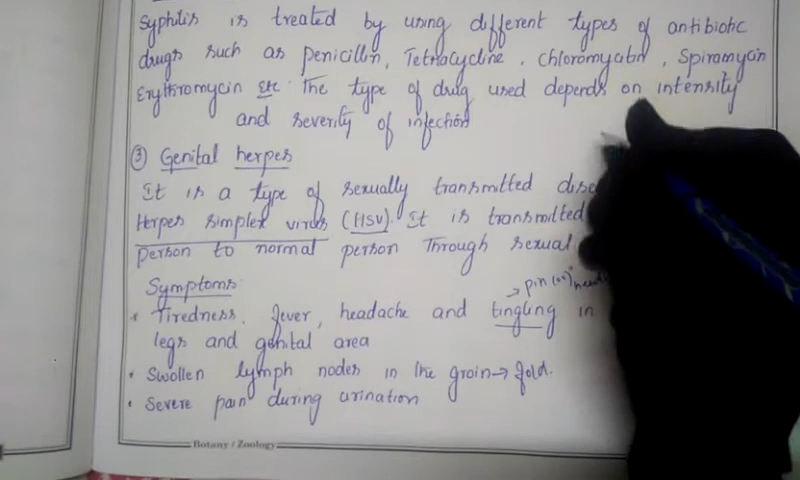 Syphilis is treated by using different types of antibiotic
drugs such as penicillin, Tetracycline, chloromycetin, Spiramycin
Erythromycin Etc. The type of drug used depends on intensity
and severity of infection
③ Genital herpes
It is a type of sexually transmitted
Herpes simplex virus (HSV). It is transmitted
person to normal person Through sexual
→ pin (or)
Symptoms:
* Tiredness, fever, headache and tingling in
legs and genital area
* Swollen lymph nodes in the groin → fold.
* Severe pain during urination
Botany / Zoology